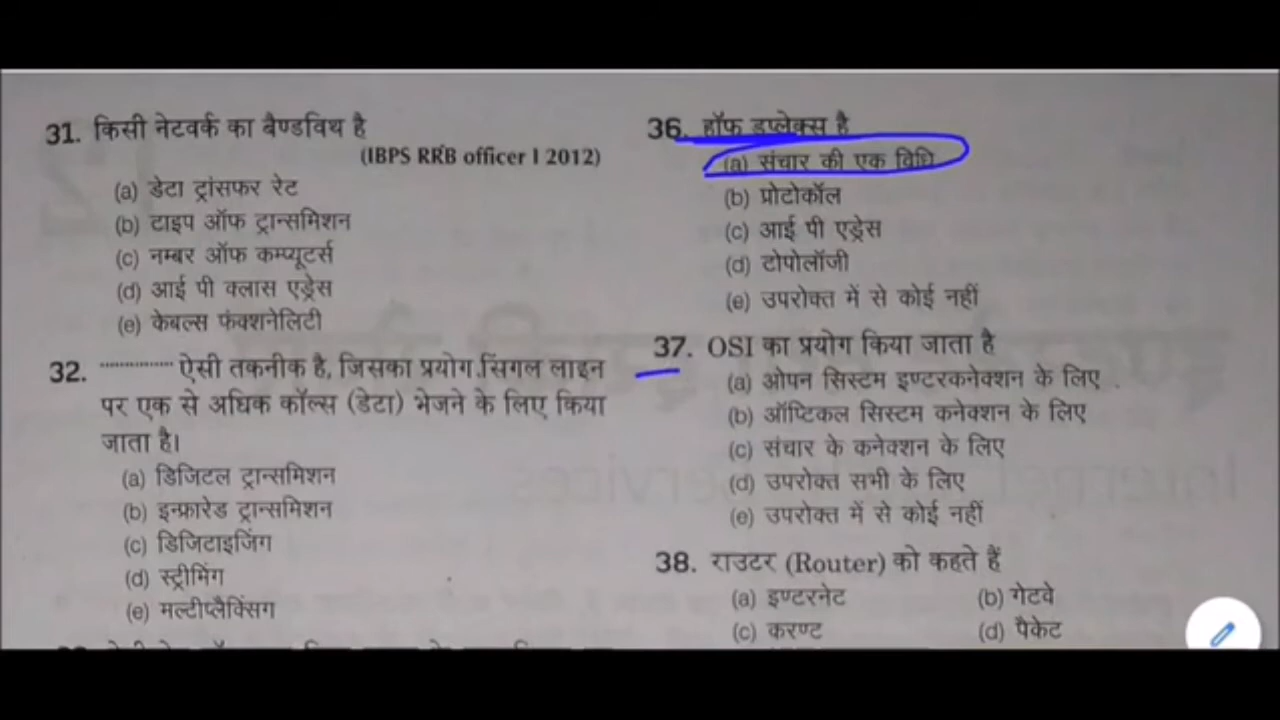 31. किसी नेटवर्क का बैण्डविथ है
(IBPS RRB officer I 2012)
(a) डेटा ट्रांसफर रेट
(b) टाइप ऑफ ट्रान्समिशन
(c) नम्बर ऑफ कम्प्यूटर्स
(d) आई पी क्लास एड्रेस
(e) केबल्स फंक्शनेलिटी
32. ............... ऐसी तकनीक है, जिसका प्रयोग सिंगल लाइन
पर एक से अधिक कॉल्स (डेटा) भेजने के लिए किया
जाता है।
(a) डिजिटल ट्रान्समिशन
(b) इन्फ्रारेड ट्रान्समिशन
(c) डिजिटाइजिंग
(d) स्ट्रीमिंग
(e) मल्टीप्लैक्सिंग
36. हॉफ डुप्लेक्स है
(a) संचार की एक विधि
(b) प्रोटोकॉल
(c) आई पी एड्रेस
(d) टोपोलॉजी
(e) उपरोक्त में से कोई नहीं
37. OSI का प्रयोग किया जाता है
(a) ओपन सिस्टम इण्टरकनेक्शन के लिए
(b) ऑप्टिकल सिस्टम कनेक्शन के लिए
(c) संचार के कनेक्शन के लिए
(d) उपरोक्त सभी के लिए
(e) उपरोक्त में से कोई नहीं
38. राउटर (Router) को कहते हैं
(a) इण्टरनेट (b) गेटवे
(c) करण्ट (d) पैकेट